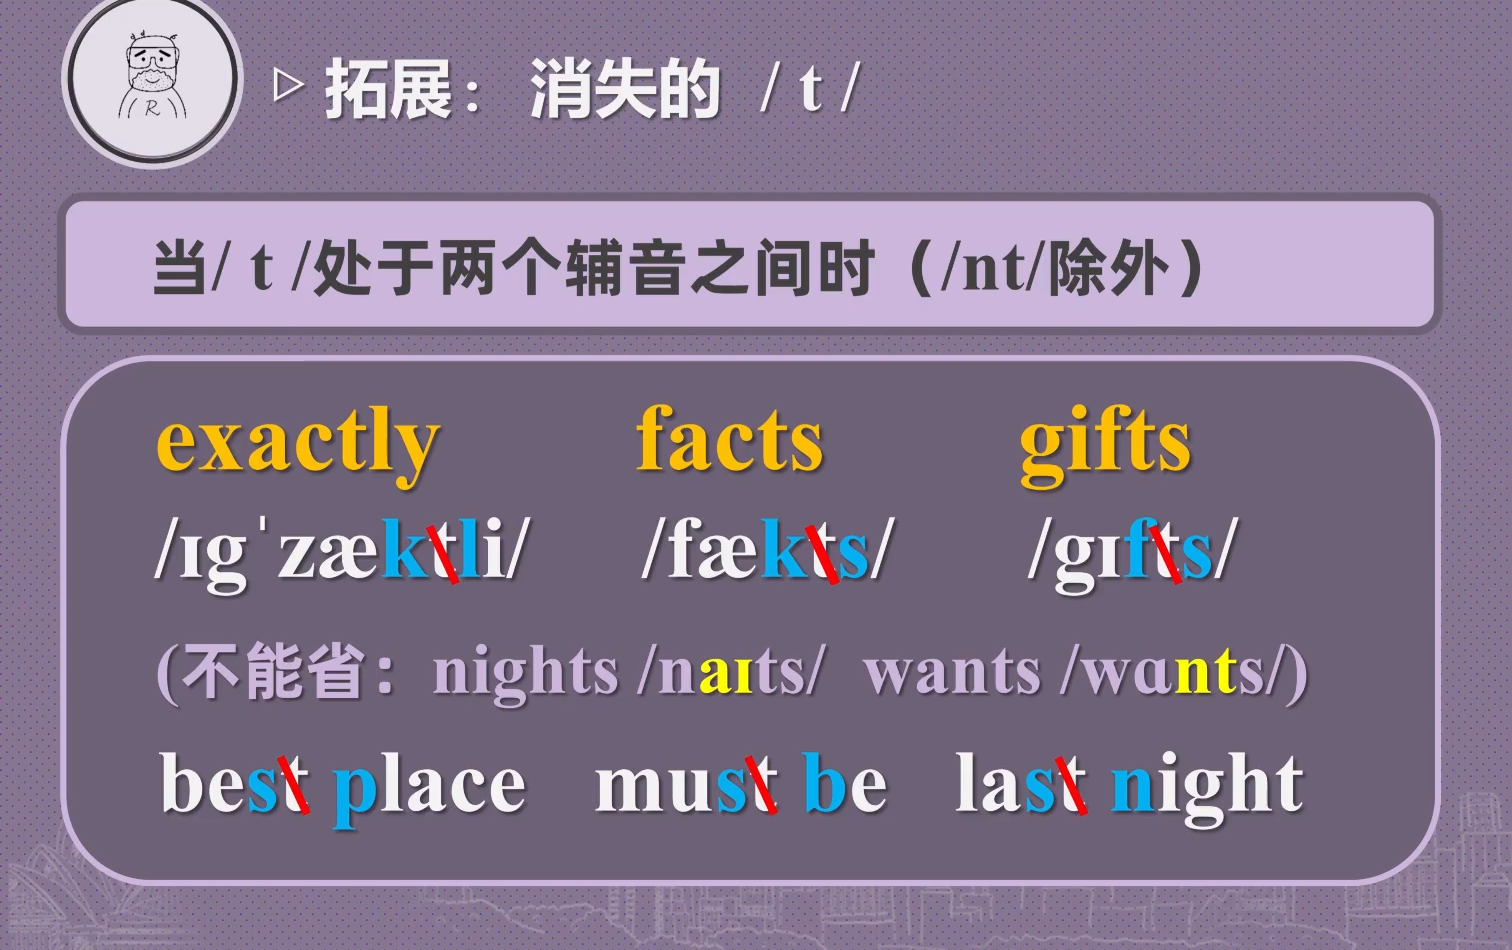 R
拓展： 消失的 / t /
当/ t /处于两个辅音之间时（/nt/除外）
exactly facts gifts
/ɪgˈzæktli/ /fækts/ /gɪfts/
(不能省：nights /naɪts/ wants /wɑnts/)
best place must be last night